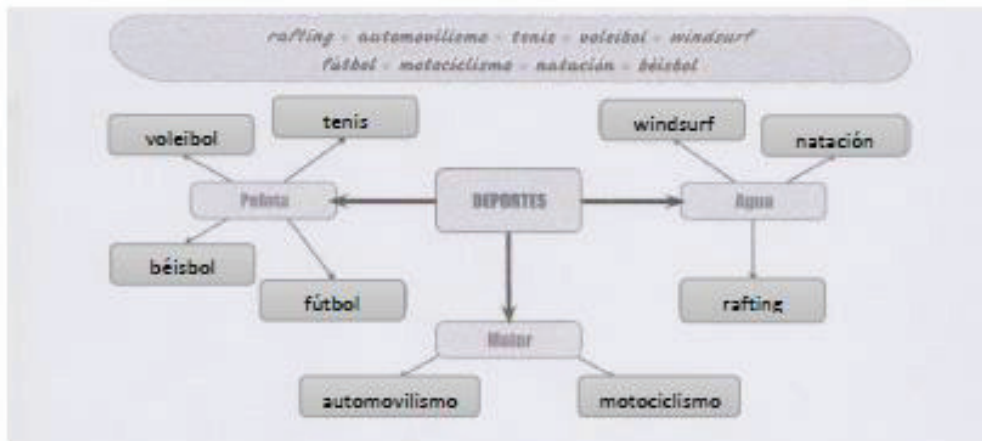 rafting - automovilismo - tenis - voleibol - windsurf
fútbol - motociclismo - natación - béisbol
voleibol
tenis
windsurf
natación
Pelota
DEPORTES
Agua
béisbol
fútbol
rafting
Motor
automovilismo
motociclismo